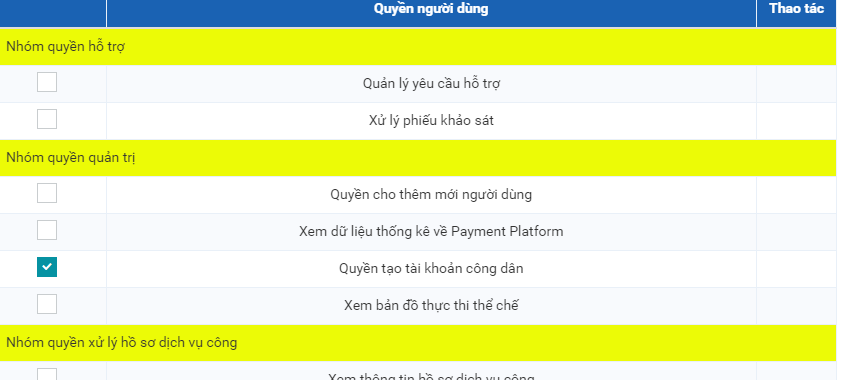 Quyền người dùng Thao tác
Nhóm quyền hỗ trợ
Quản lý yêu cầu hỗ trợ
Xử lý phiếu khảo sát
Nhóm quyền quản trị
Quyền cho thêm mới người dùng
Xem dữ liệu thống kê về Payment Platform
Quyền tạo tài khoản công dân
Xem bản đồ thực thi thể chế
Nhóm quyền xử lý hồ sơ dịch vụ công
Xem thông tin hồ sơ dịch vụ công